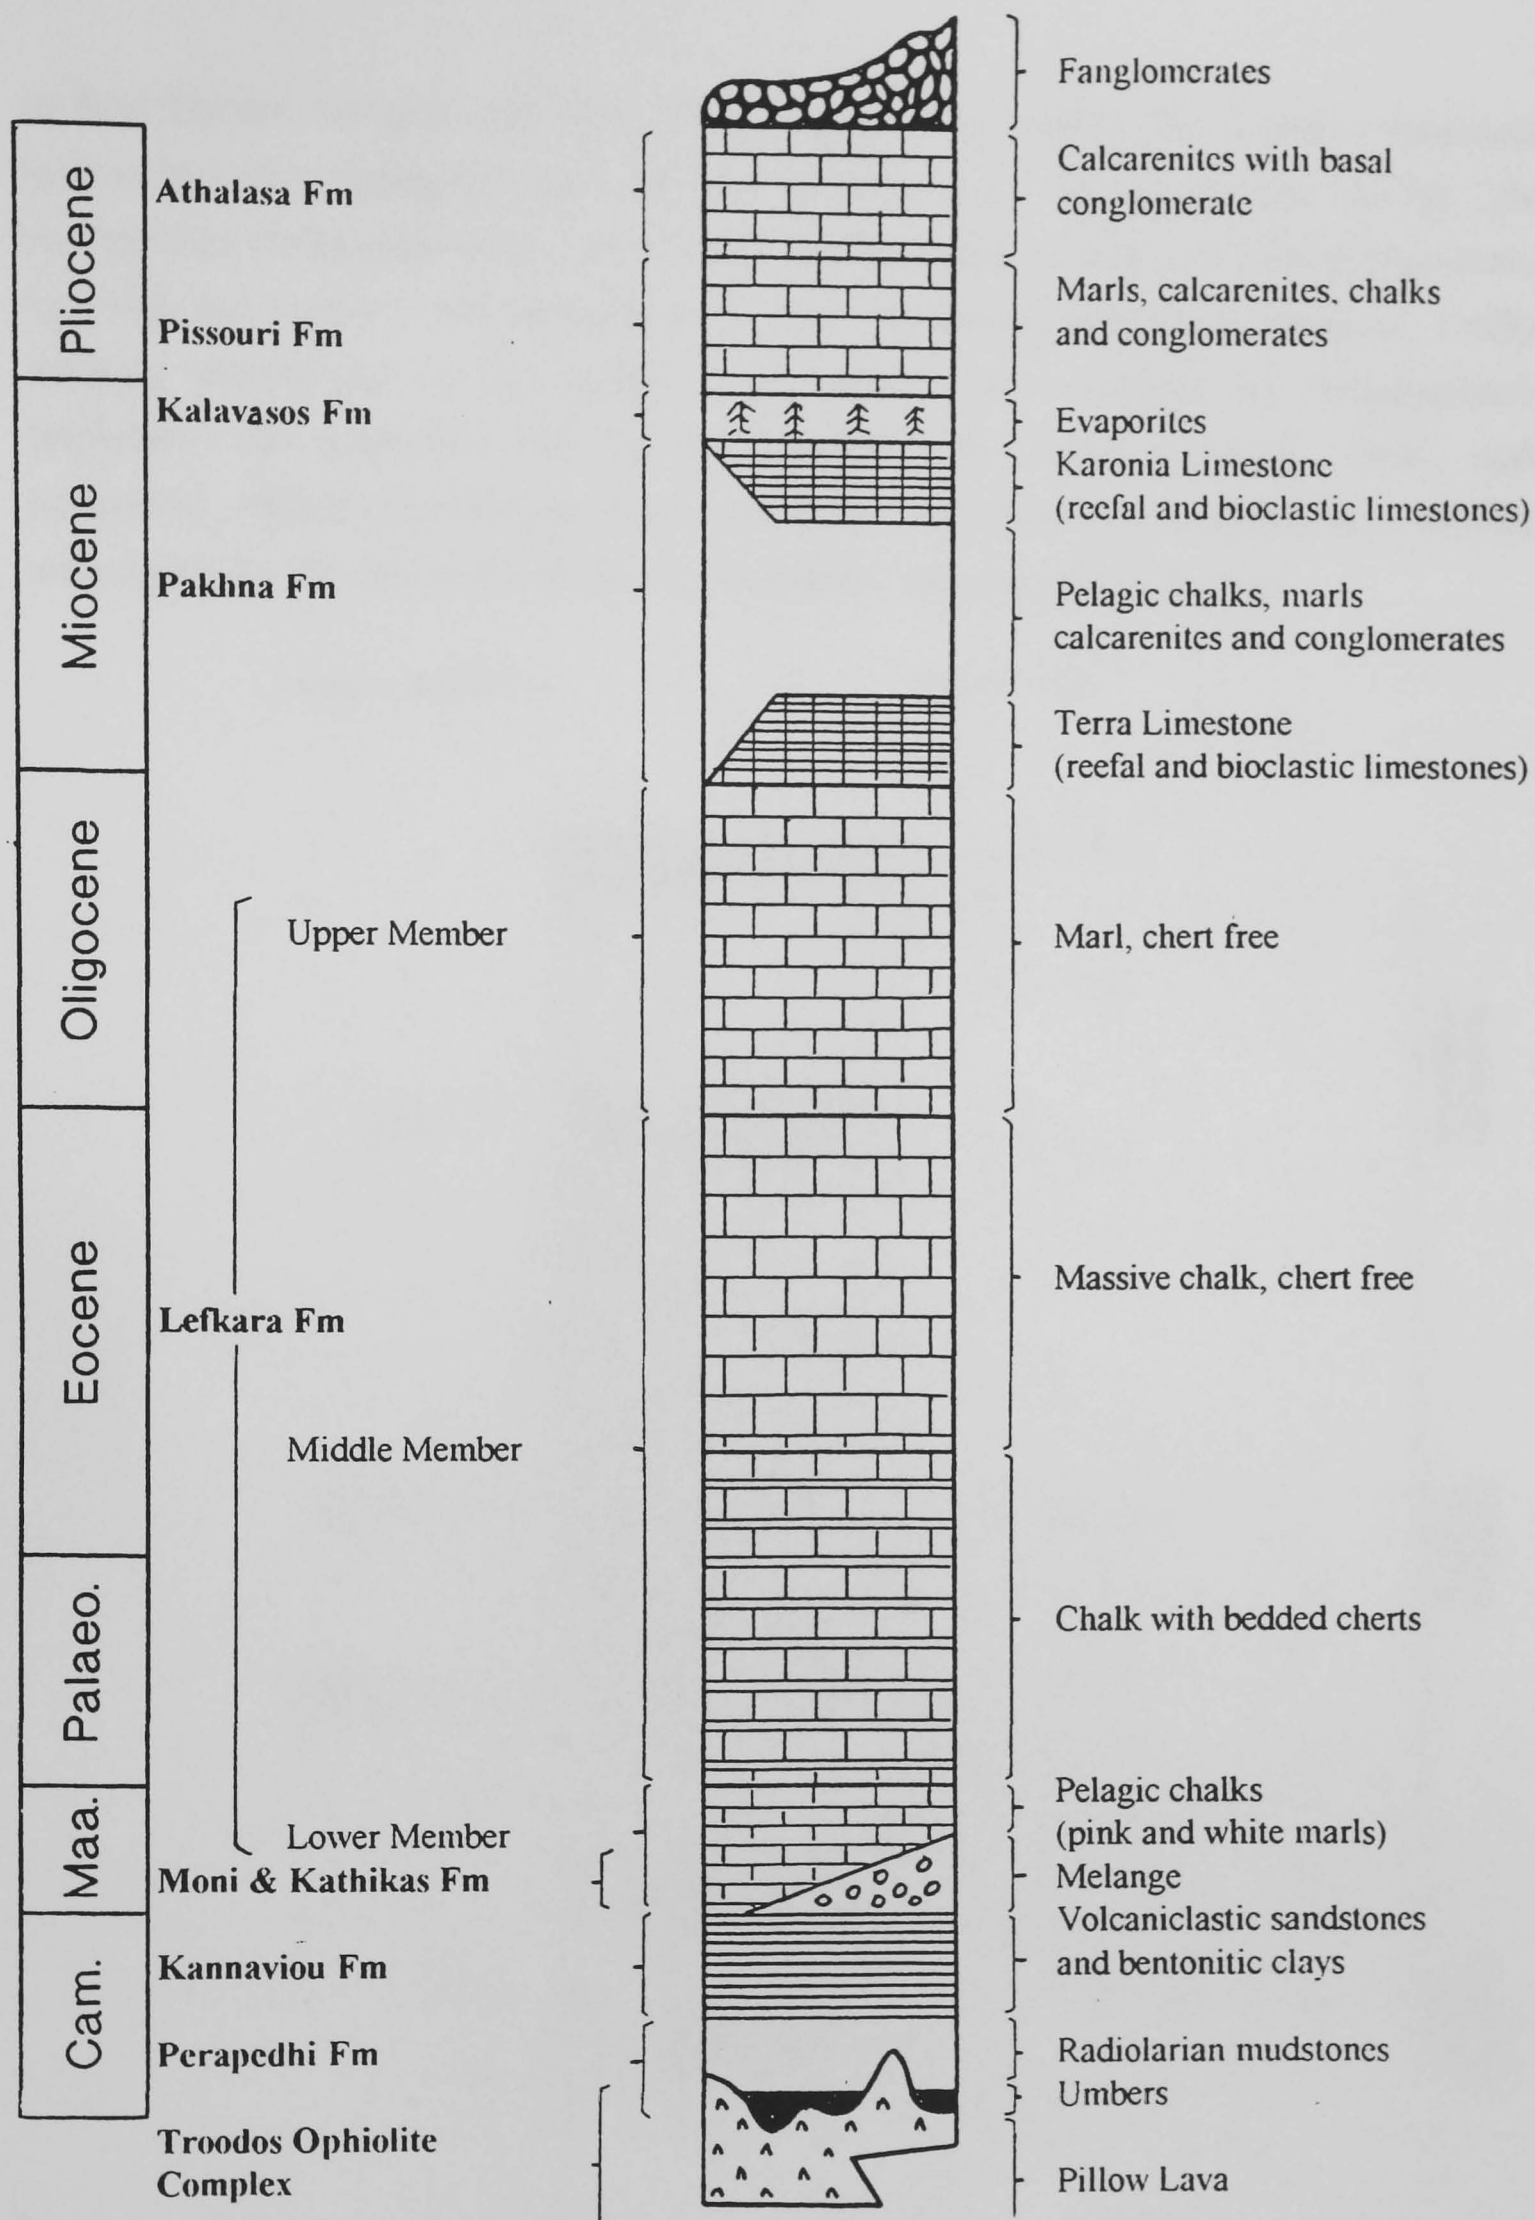 Pliocene
Miocene
Oligocene
Eocene
Palaeo.
Maa.
Cam.
Athalasa Fm
Pissouri Fm
Kalavasos Fm
Pakhna Fm
Upper Member
Lefkara Fm
Middle Member
Lower Member
Moni & Kathikas Fm
Kannaviou Fm
Perapedhi Fm
Troodos Ophiolite
Complex
Fanglomerates
Calcarenites with basal
conglomerate
Marls, calcarenites, chalks
and conglomerates
Evaporites
Karonia Limestone
(reefal and bioclastic limestones)
Pelagic chalks, marls
calcarenites and conglomerates
Terra Limestone
(reefal and bioclastic limestones)
Marl, chert free
Massive chalk, chert free
Chalk with bedded cherts
Pelagic chalks
(pink and white marls)
Melange
Volcaniclastic sandstones
and bentonitic clays
Radiolarian mudstones
Umbers
Pillow Lava